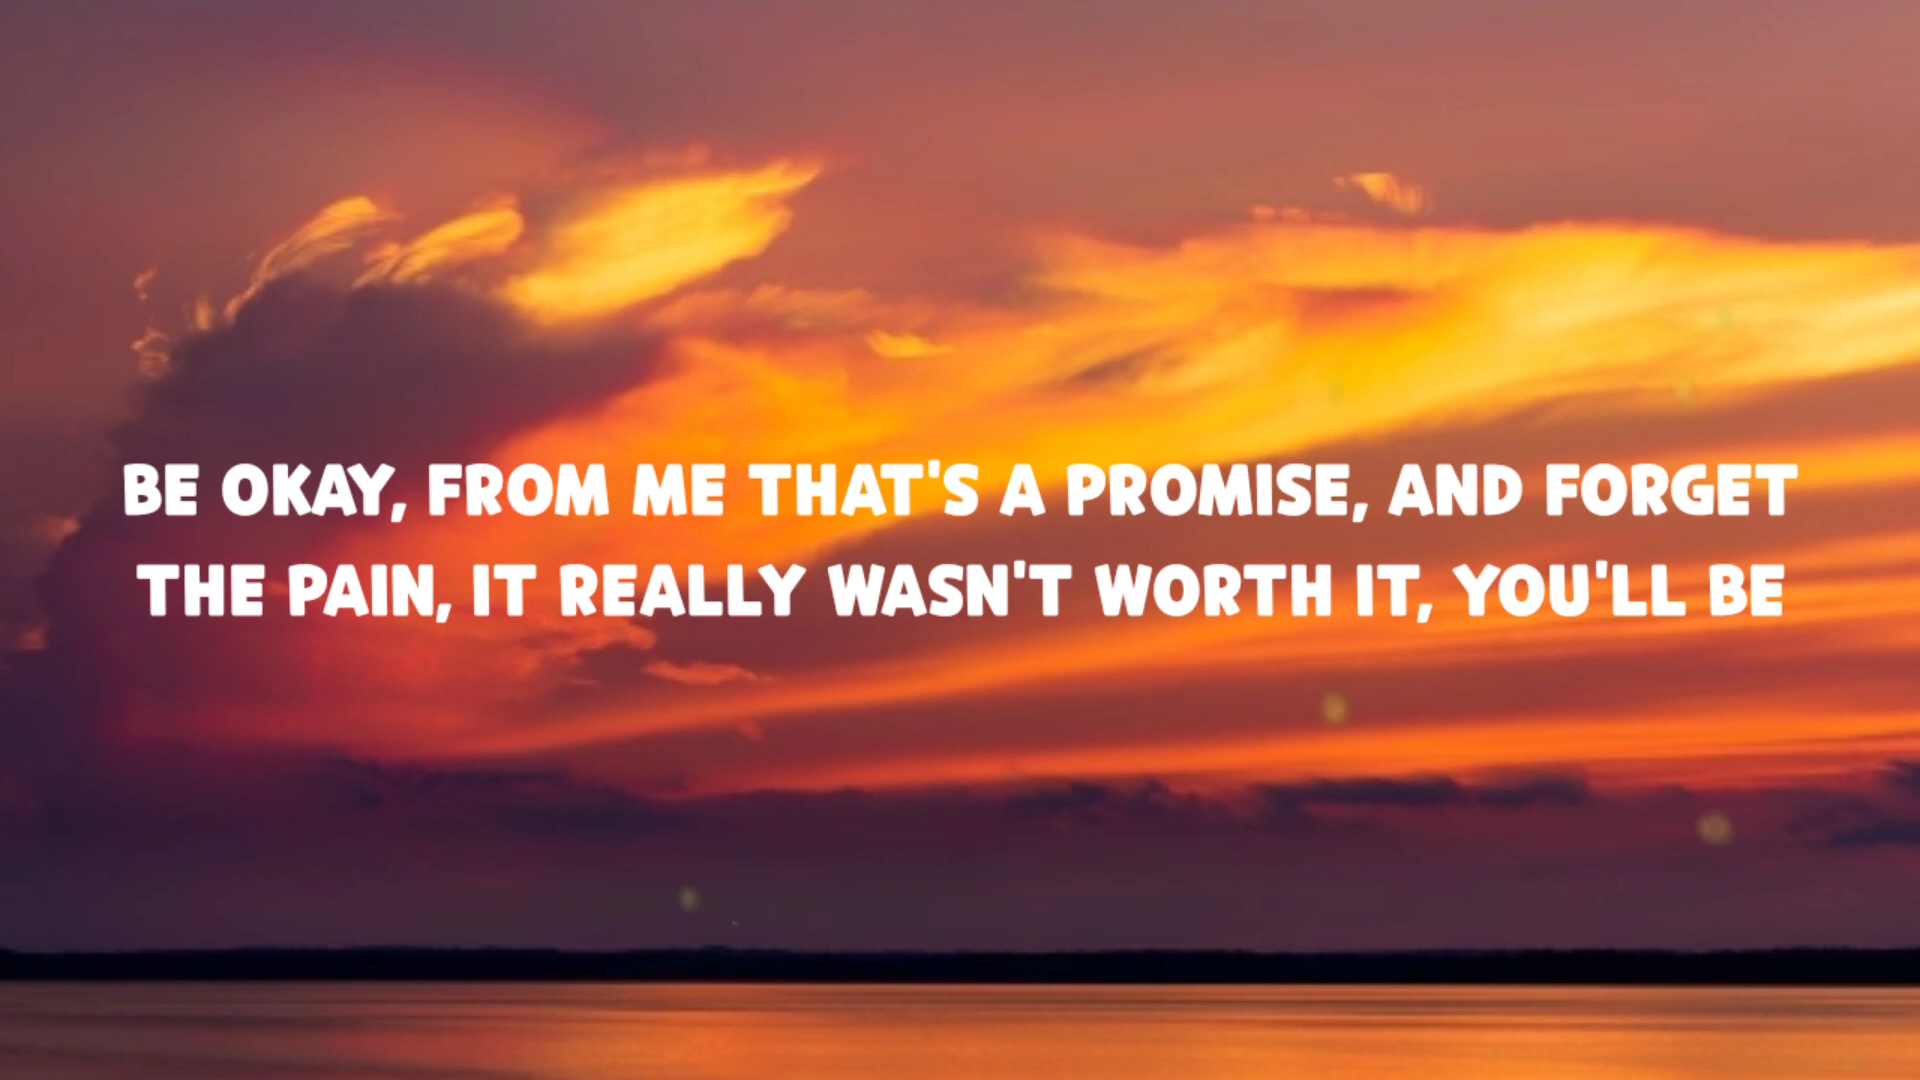 BE OKAY, FROM ME THAT'S A PROMISE, AND FORGET
THE PAIN, IT REALLY WASN'T WORTH IT, YOU'LL BE